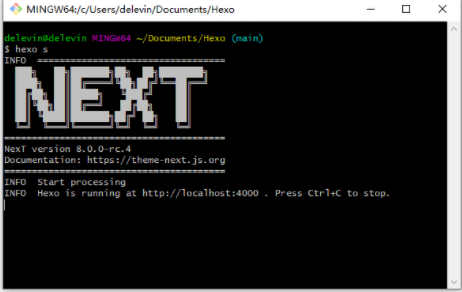 MINGW64:/c/Users/delevin/Documents/Hexo
delevin@delevin MINGW64 ~/Documents/Hexo (main)
$ hexo s
INFO  =======================================
NEXT
========================================
NexT version 8.0.0-rc.4
Documentation: https://theme-next.js.org
========================================
INFO  Start processing
INFO  Hexo is running at http://localhost:4000 . Press Ctrl+C to stop.